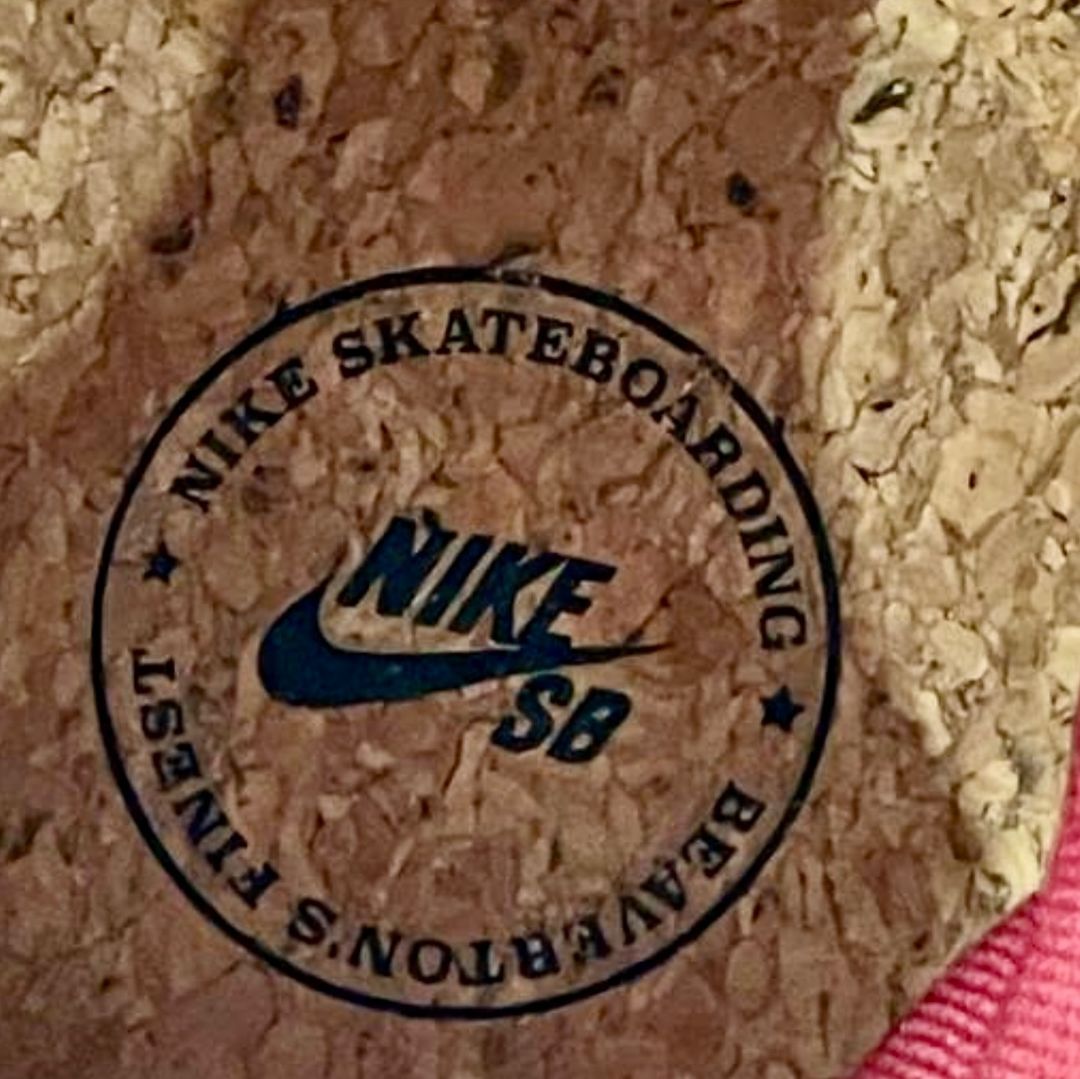 ★ NIKE SKATEBOARDING ★
BEAVERTON'S FINEST
NIKE
SB